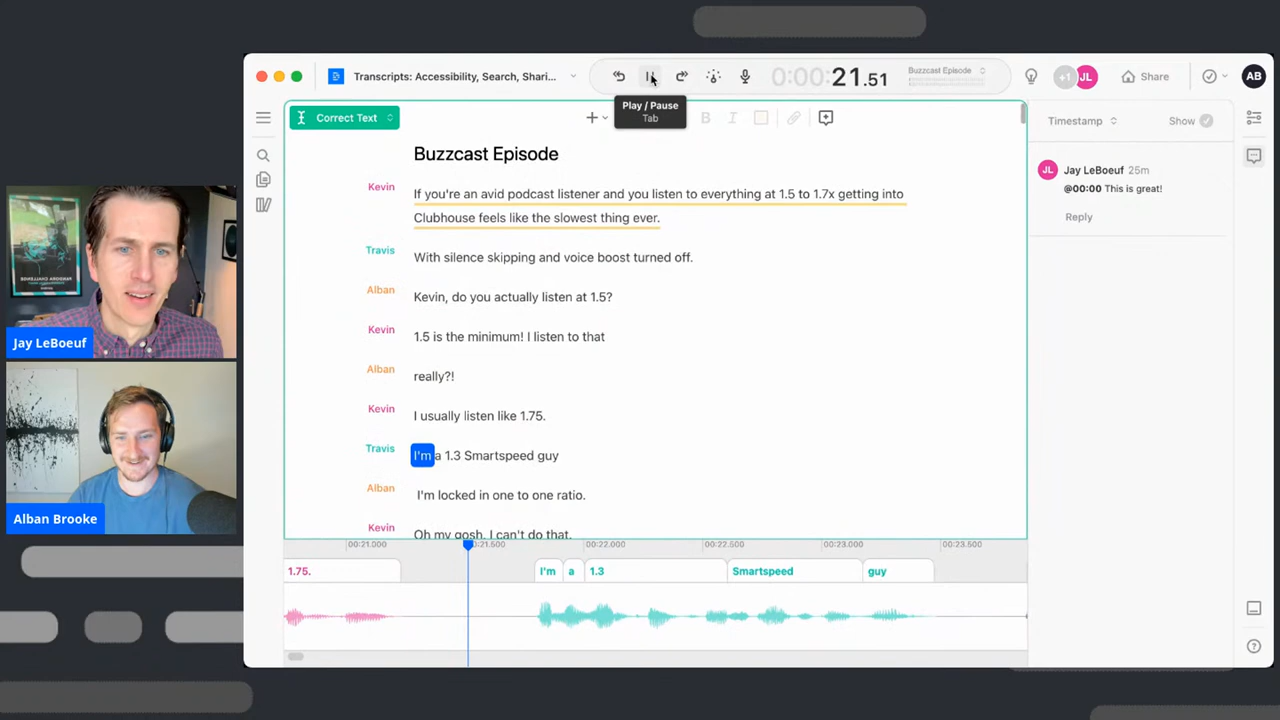 Transcripts: Accessibility, Search, Shari...
0:00:21.51
Buzzcast Episode
+1
JL
Share
AB
Play / Pause
Tab
Correct Text
B
I
Timestamp
Show
Buzzcast Episode
Kevin
If you're an avid podcast listener and you listen to everything at 1.5 to 1.7x getting into
Clubhouse feels like the slowest thing ever.
Travis
With silence skipping and voice boost turned off.
Alban
Kevin, do you actually listen at 1.5?
Kevin
1.5 is the minimum! I listen to that
Alban
really?!
Kevin
I usually listen like 1.75.
Travis
I'm a 1.3 Smartspeed guy
Alban
I'm locked in one to one ratio.
Kevin
Oh my gosh, I can't do that.
JL
Jay LeBoeuf 25m
@00:00 This is great!
Reply
Jay LeBoeuf
Alban Brooke
00:21.000
00:21.500
00:22.000
00:22.500
00:23.000
00:23.500
1.75.
I'm
a
1.3
Smartspeed
guy